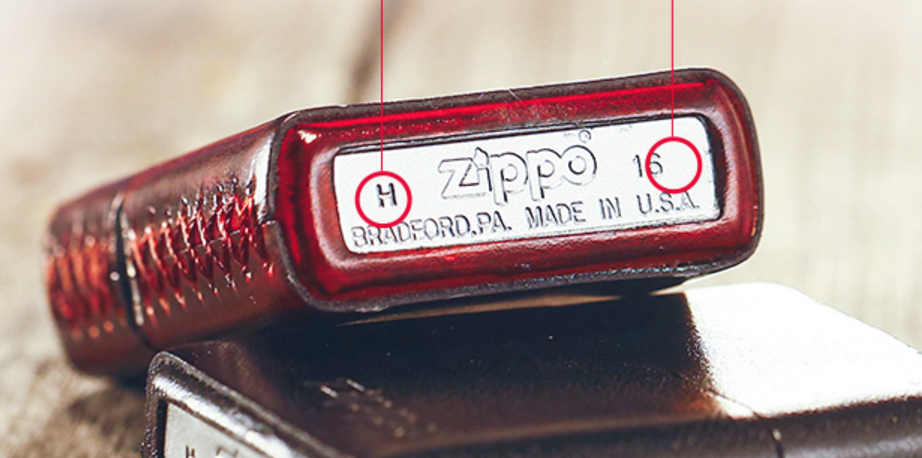 H zippo 16
BRADFORD,PA. MADE IN U.S.A.